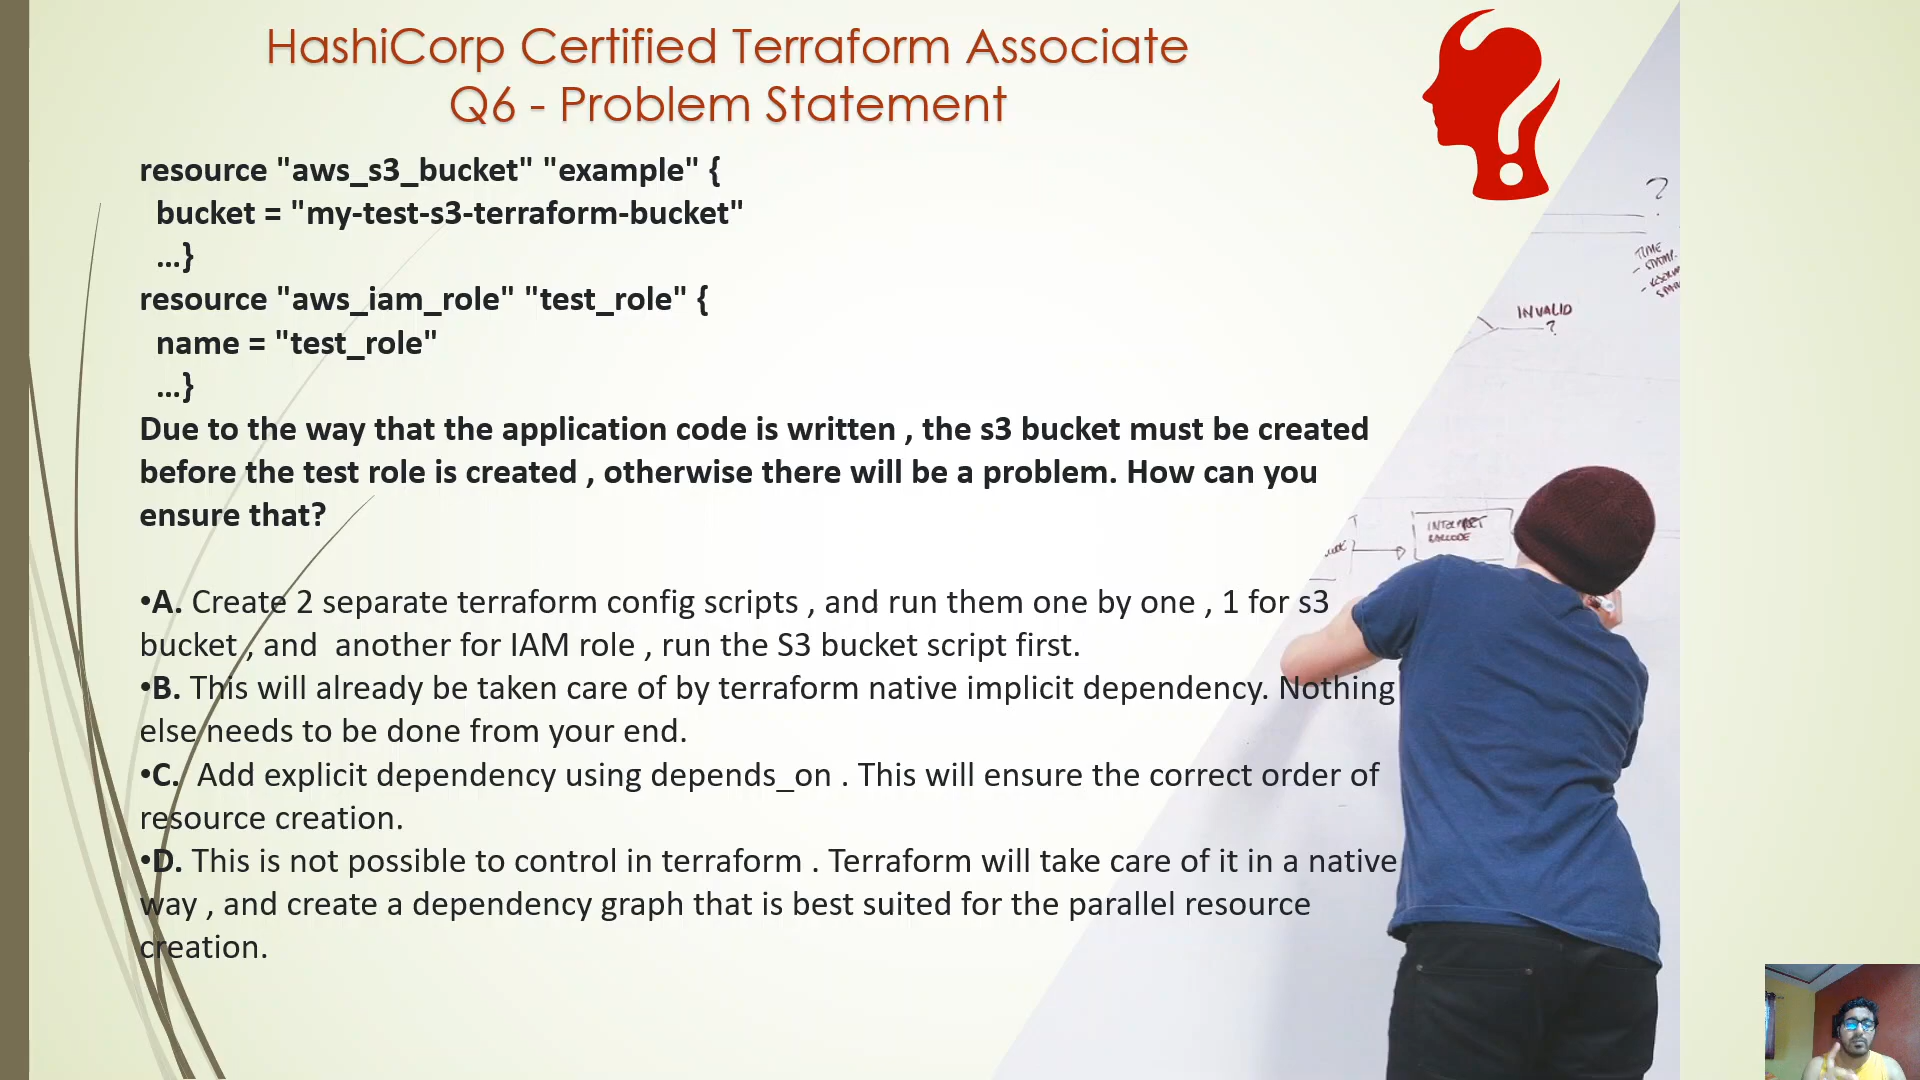 HashiCorp Certified Terraform Associate
Q6 - Problem Statement
resource "aws_s3_bucket" "example" {
bucket = "my-test-s3-terraform-bucket"
...}
resource "aws_iam_role" "test_role" {
name = "test_role"
...}
Due to the way that the application code is written , the s3 bucket must be created
before the test role is created , otherwise there will be a problem. How can you
ensure that?
•A. Create 2 separate terraform config scripts , and run them one by one , 1 for s3
bucket , and  another for IAM role , run the S3 bucket script first.
•B. This will already be taken care of by terraform native implicit dependency. Nothing
else needs to be done from your end.
•C.  Add explicit dependency using depends_on . This will ensure the correct order of
resource creation.
•D. This is not possible to control in terraform . Terraform will take care of it in a native
way , and create a dependency graph that is best suited for the parallel resource
creation.
?
TIME
INVALID
?
INTERPRET
BARCODE